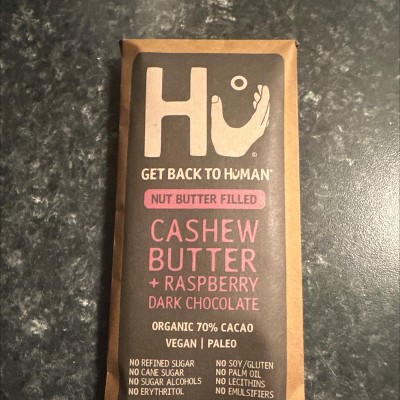 HU
GET BACK TO HUMAN
NUT BUTTER FILLED
CASHEW
BUTTER
+ RASPBERRY
DARK CHOCOLATE
ORGANIC 70% CACAO
VEGAN | PALEO
NO REFINED SUGAR
NO CANE SUGAR
NO SUGAR ALCOHOLS
NO ERYTHRITOL
NO SOY/GLUTEN
NO PALM OIL
NO LECITHINS
NO EMULSIFIERS